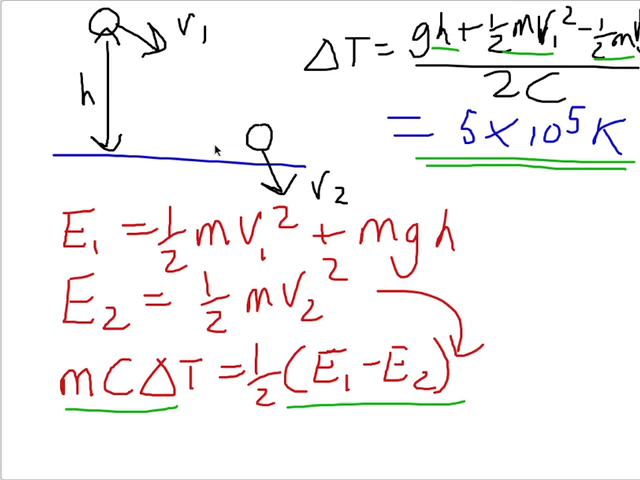 v₁
h
ΔT = gh + ½mv₁² - ½m
2C
= 5 × 10⁵ K
v₂
E₁ = ½mv₁² + mgh
E₂ = ½mv₂²
mCΔT = ½(E₁ - E₂)